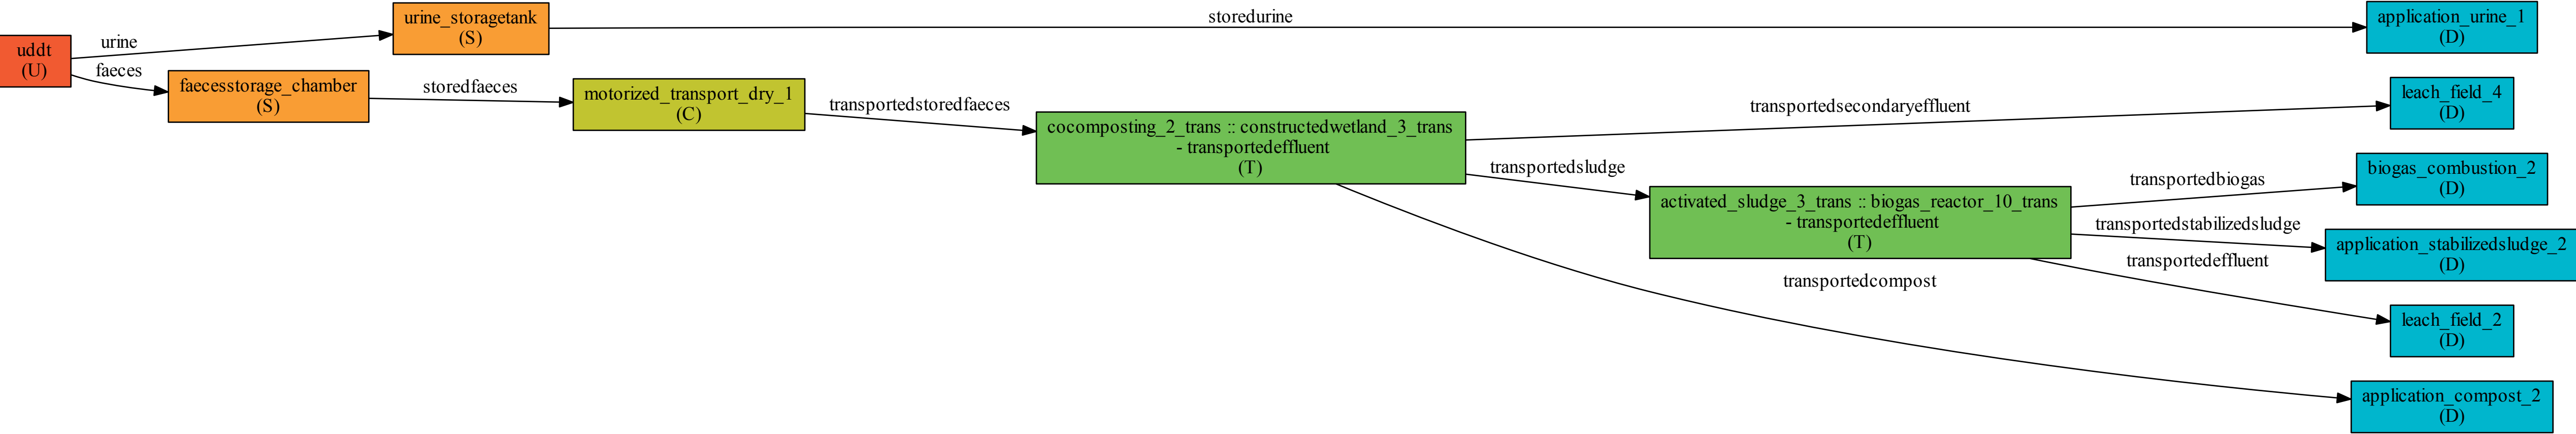 uddt
(U)
urine
faeces
urine_storagetank
(S)
faecesstorage_chamber
(S)
storedurine
storedfaeces
motorized_transport_dry_1
(C)
transportedstoredfaeces
cocomposting_2_trans :: constructedwetland_3_trans
- transportedeffluent
(T)
transportedsecondaryeffluent
transportedsludge
transportedcompost
activated_sludge_3_trans :: biogas_reactor_10_trans
- transportedeffluent
(T)
transportedbiogas
transportedstabilizedsludge
transportedeffluent
application_urine_1
(D)
leach_field_4
(D)
biogas_combustion_2
(D)
application_stabilizedsludge_2
(D)
leach_field_2
(D)
application_compost_2
(D)